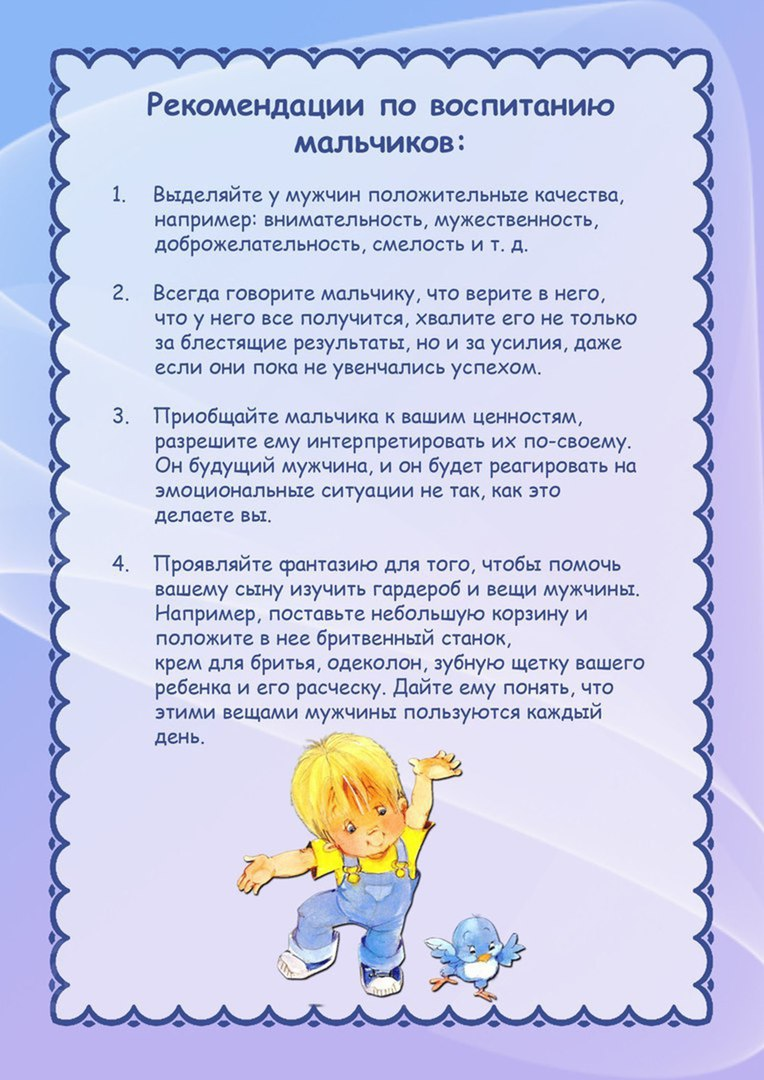 Рекомендации по воспитанию
мальчиков:
1. Выделяйте у мужчин положительные качества,
например: внимательность, мужественность,
доброжелательность, смелость и т. д.
2. Всегда говорите мальчику, что верите в него,
что у него все получится, хвалите его не только
за блестящие результаты, но и за усилия, даже
если они пока не увенчались успехом.
3. Приобщайте мальчика к вашим ценностям,
разрешите ему интерпретировать их по-своему.
Он будущий мужчина, и он будет реагировать на
эмоциональные ситуации не так, как это
делаете вы.
4. Проявляйте фантазию для того, чтобы помочь
вашему сыну изучить гардероб и вещи мужчины.
Например, поставьте небольшую корзину и
положите в нее бритвенный станок,
крем для бритья, одеколон, зубную щетку вашего
ребенка и его расческу. Дайте ему понять, что
этими вещами мужчины пользуются каждый
день.